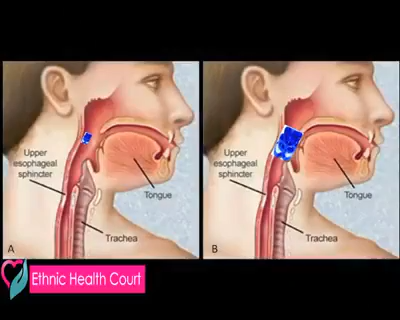 Upper
esophageal
sphincter
Tongue
Trachea
A
Upper
esophageal
sphincter
Tongue
Trachea
B
Ethnic Health Court